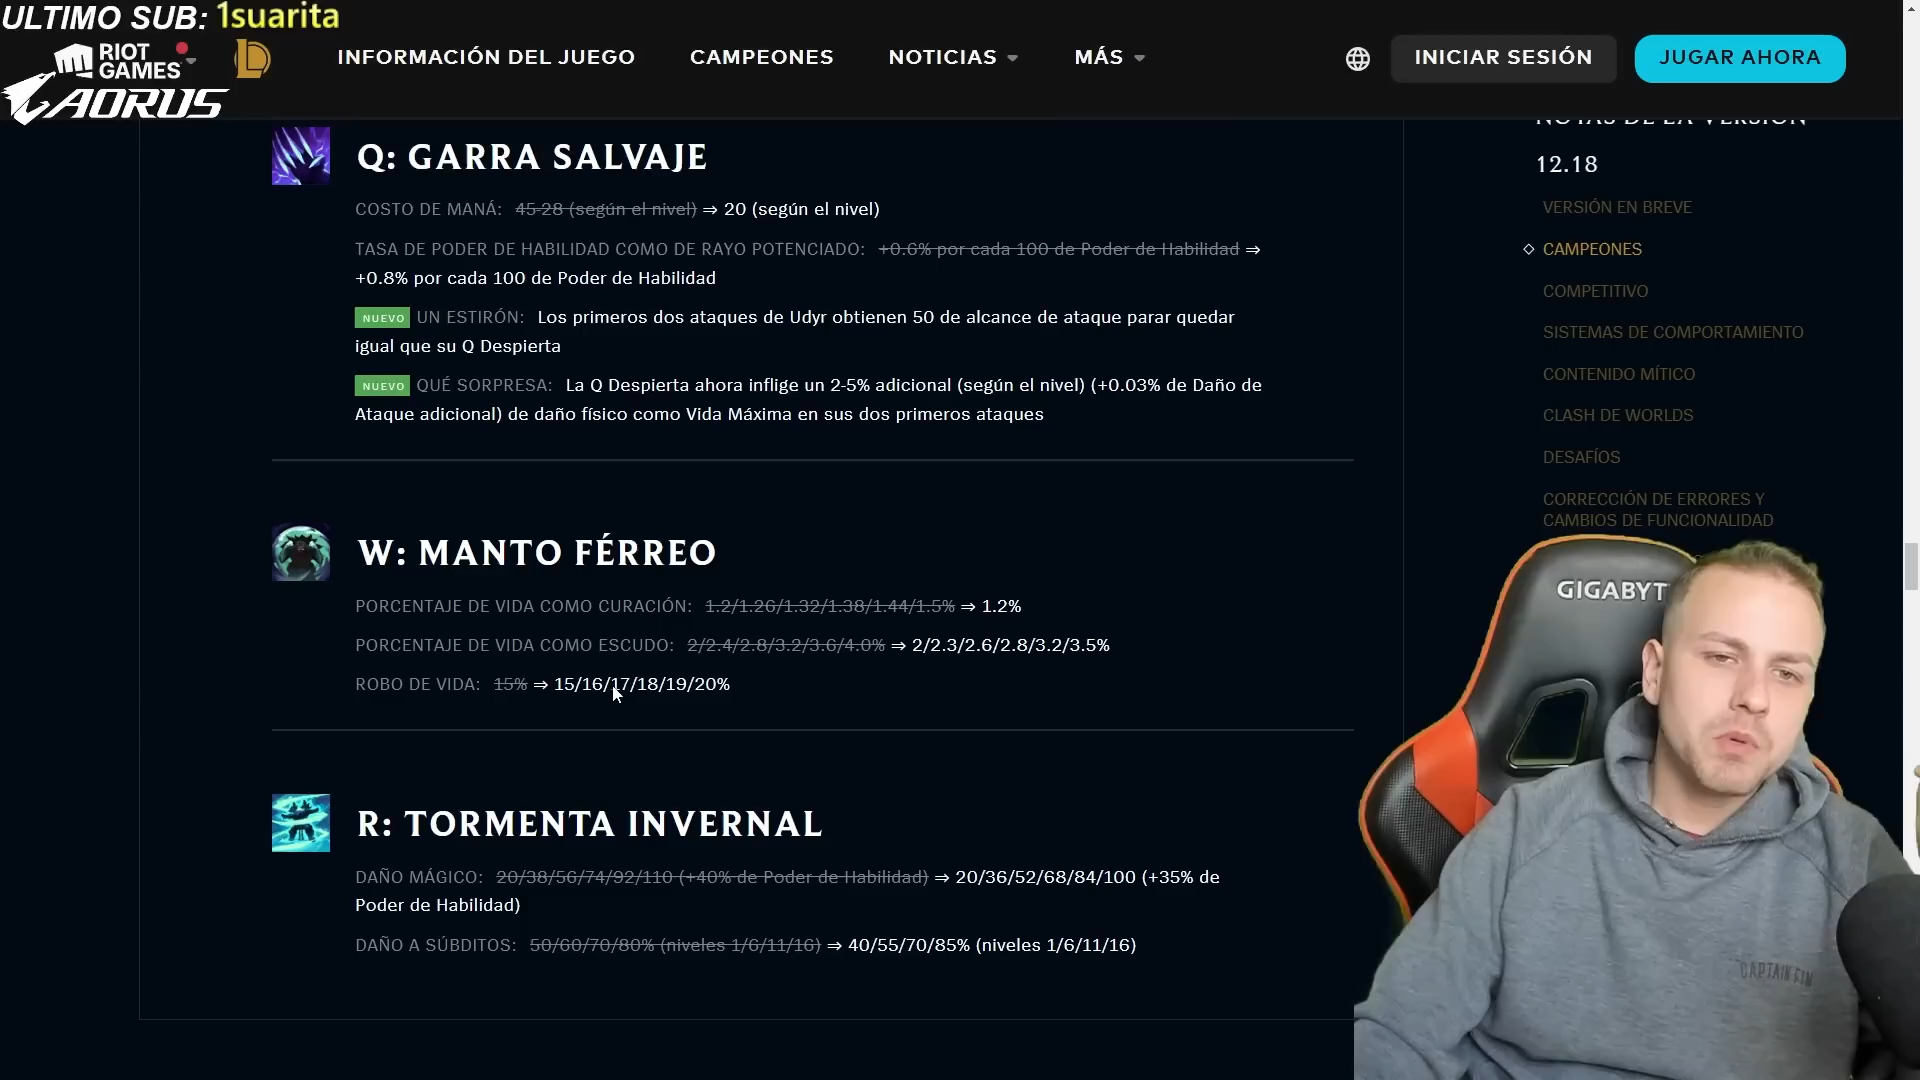 ULTIMO SUB: 1suarita
RIOT GAMES
AORUS
INFORMACIÓN DEL JUEGO
CAMPEONES
NOTICIAS
MÁS
INICIAR SESIÓN
JUGAR AHORA
Q: GARRA SALVAJE
COSTO DE MANÁ: 45-28 (según el nivel) ⇒ 20 (según el nivel)
TASA DE PODER DE HABILIDAD COMO DE RAYO POTENCIADO: +0.6% por cada 100 de Poder de Habilidad ⇒
+0.8% por cada 100 de Poder de Habilidad
NUEVO UN ESTIRÓN: Los primeros dos ataques de Udyr obtienen 50 de alcance de ataque parar quedar
igual que su Q Despierta
NUEVO QUÉ SORPRESA: La Q Despierta ahora inflige un 2-5% adicional (según el nivel) (+0.03% de Daño de
Ataque adicional) de daño físico como Vida Máxima en sus dos primeros ataques
W: MANTO FÉRREO
PORCENTAJE DE VIDA COMO CURACIÓN: 1.2/1.26/1.32/1.38/1.44/1.5% ⇒ 1.2%
PORCENTAJE DE VIDA COMO ESCUDO: 2/2.4/2.8/3.2/3.6/4.0% ⇒ 2/2.3/2.6/2.8/3.2/3.5%
ROBO DE VIDA: 15% ⇒ 15/16/17/18/19/20%
R: TORMENTA INVERNAL
DAÑO MÁGICO: 20/38/56/74/92/110 (+40% de Poder de Habilidad) ⇒ 20/36/52/68/84/100 (+35% de
Poder de Habilidad)
DAÑO A SÚBDITOS: 50/60/70/80% (niveles 1/6/11/16) ⇒ 40/55/70/85% (niveles 1/6/11/16)
NOTAS DE LA VERSIÓN
12.18
VERSIÓN EN BREVE
CAMPEONES
COMPETITIVO
SISTEMAS DE COMPORTAMIENTO
CONTENIDO MÍTICO
CLASH DE WORLDS
DESAFÍOS
CORRECCIÓN DE ERRORES Y
CAMBIOS DE FUNCIONALIDAD
GIGABYT
CAPTAIN FIN